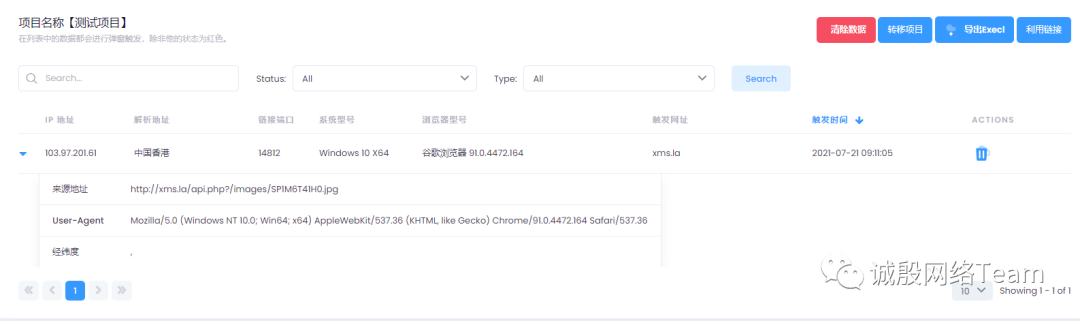 项目名称【测试项目】
在列表中的数据都会进行弹窗触发，除非他的状态为红色。
清除数据 转移项目 导出Execl 利用链接
Search... Status: All Type: All Search
IP 地址 解析地址 链接端口 系统型号 浏览器型号 触发网址 触发时间 ACTIONS
103.97.201.61 中国香港 14812 Windows 10 X64 谷歌浏览器 91.0.4472.164 xms.la 2021-07-21 09:11:05
来源地址 http://xms.la/api.php?/images/SP1M6T41H0.jpg
User-Agent Mozilla/5.0 (Windows NT 10.0; Win64; x64) AppleWebKit/537.36 (KHTML, like Gecko) Chrome/91.0.4472.164 Safari/537.36
经纬度 ,
诚殷网络Team
« ‹ 1 › » 10 Showing 1 - 1 of 1